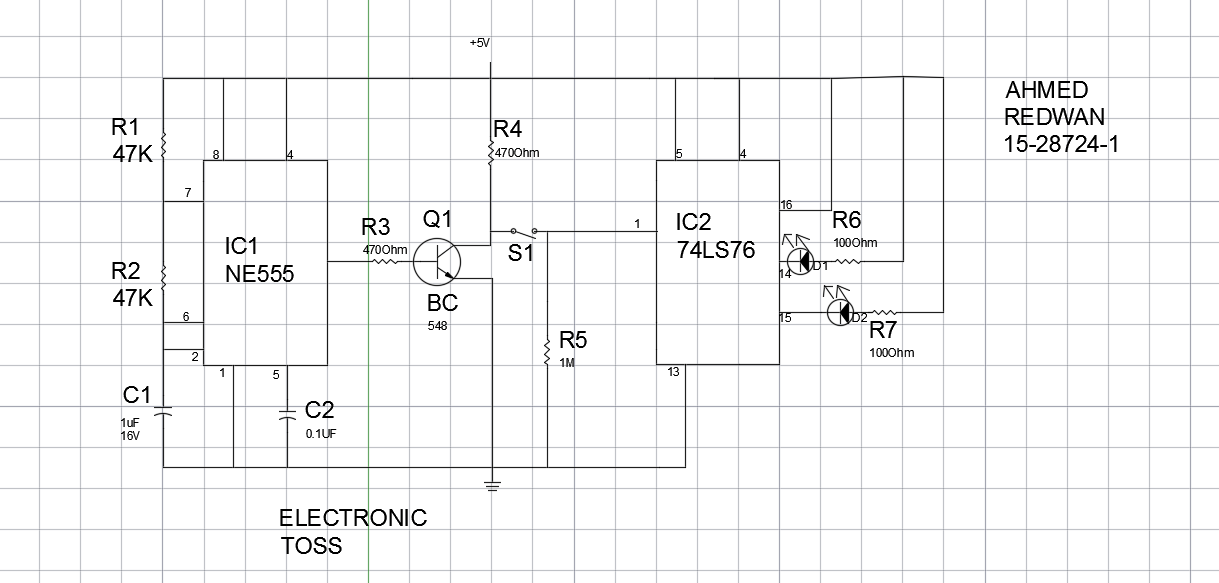 +5V
AHMED
REDWAN
15-28724-1
R1
47K
8
4
R4
470Ohm
5
4
7
16
R3
470Ohm
Q1
S1
1
IC2
74LS76
R6
100Ohm
IC1
NE555
R2
47K
14
D1
BC
548
6
2
R5
1M
15
D2
R7
100Ohm
1
5
13
C1
1uF
16V
C2
0.1UF
ELECTRONIC
TOSS